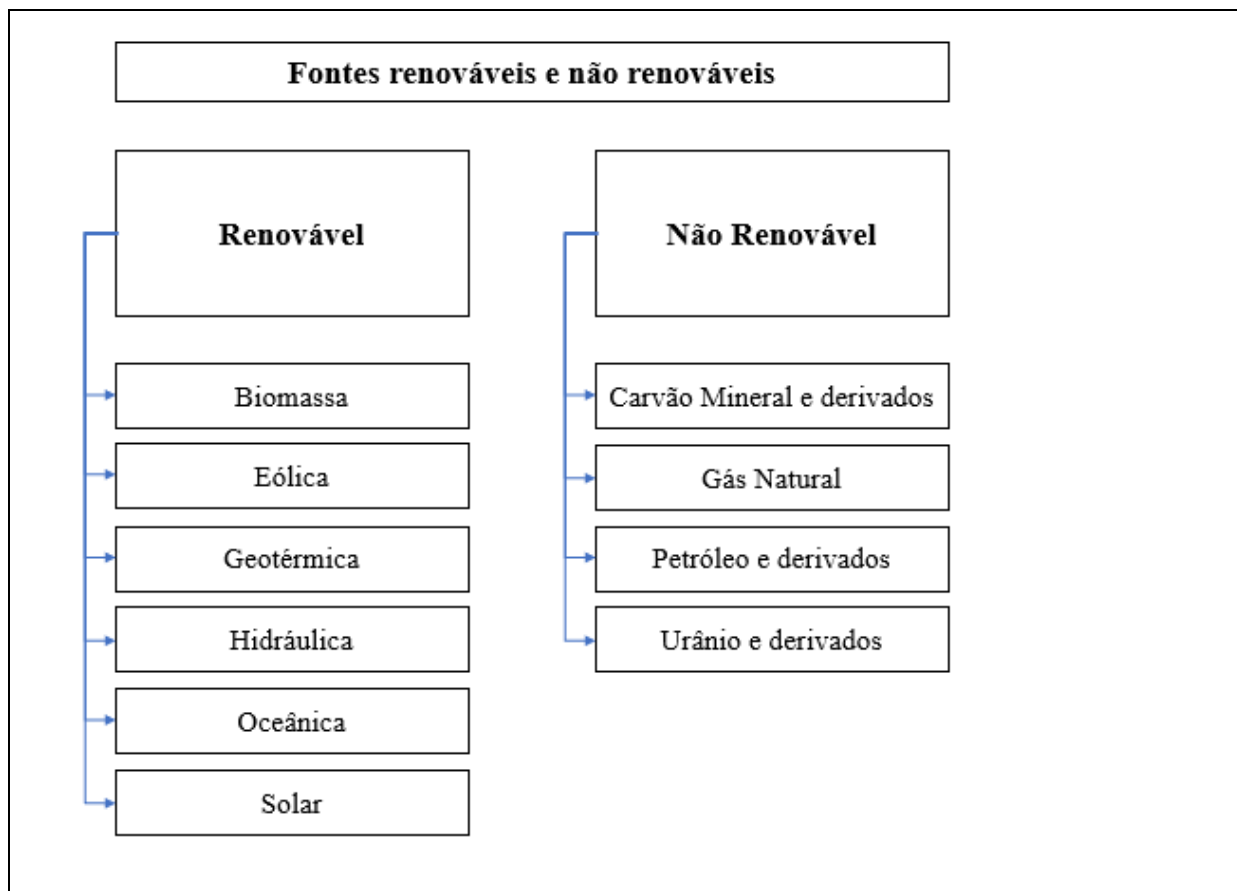 Fontes renováveis e não renováveis
Renovável
Biomassa
Eólica
Geotérmica
Hidráulica
Oceânica
Solar
Não Renovável
Carvão Mineral e derivados
Gás Natural
Petróleo e derivados
Urânio e derivados